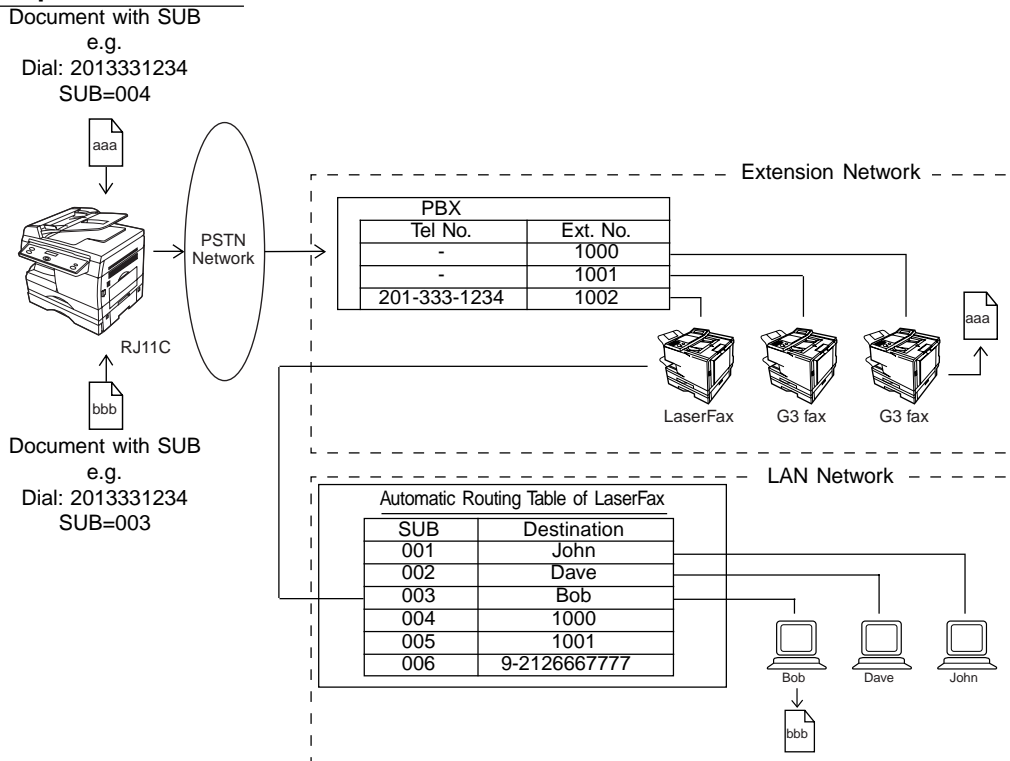 Document with SUB
e.g.
Dial: 2013331234
SUB=004
aaa
RJ11C
bbb
Document with SUB
e.g.
Dial: 2013331234
SUB=003
PSTN
Network
Extension Network
PBX
Tel No. Ext. No.
- 1000
- 1001
201-333-1234 1002
aaa
LaserFax G3 fax G3 fax
LAN Network
Automatic Routing Table of LaserFax
SUB Destination
001 John
002 Dave
003 Bob
004 1000
005 1001
006 9-2126667777
Bob Dave John
bbb